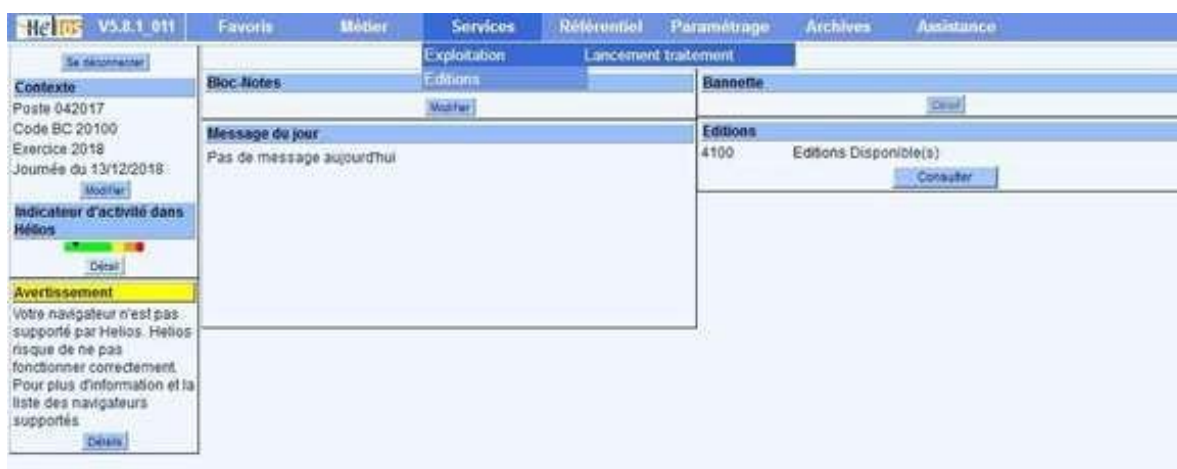 Helios V5.8.1_011 Favoris Métier Services Référentiel Paramétrage Archives Assistance
Exploitation Lancement traitement
Editions
Se déconnecter
Contexte
Poste 042017
Code BC 20100
Exercice 2018
Journée du 13/12/2018
Modifier
Indicateur d'activité dans
Hélios
Détail
Avertissement
Votre navigateur n'est pas
supporté par Helios. Helios
risque de ne pas
fonctionner correctement.
Pour plus d'information et la
liste des navigateurs
supportés
Détails
Bloc-Notes
Modifier
Message du jour
Pas de message aujourd'hui
Bannette
Détail
Editions
4100 Editions Disponible(s)
Consulter